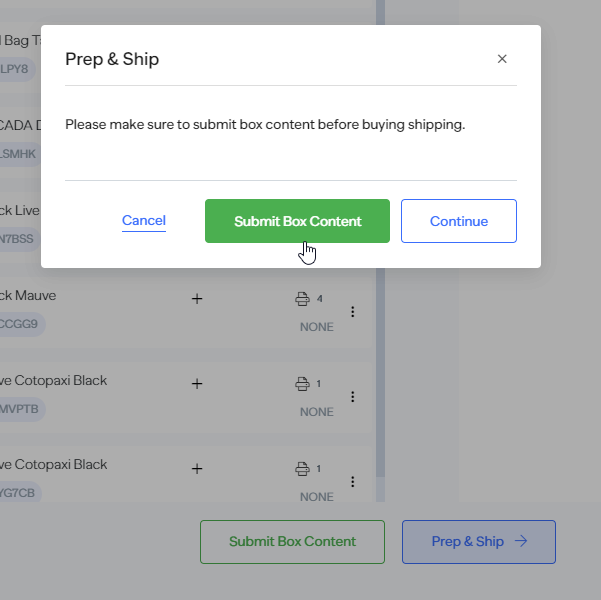 Bag
LPY8
Prep & Ship
CADA
LSMHK
Please make sure to submit box content before buying shipping.
ck Live
N7BSS
Cancel
Submit Box Content
Continue
ck Mauve
4
CCGG9
NONE
ve Cotopaxi Black
1
MVPTB
NONE
ve Cotopaxi Black
1
YG7CB
NONE
Submit Box Content
Prep & Ship